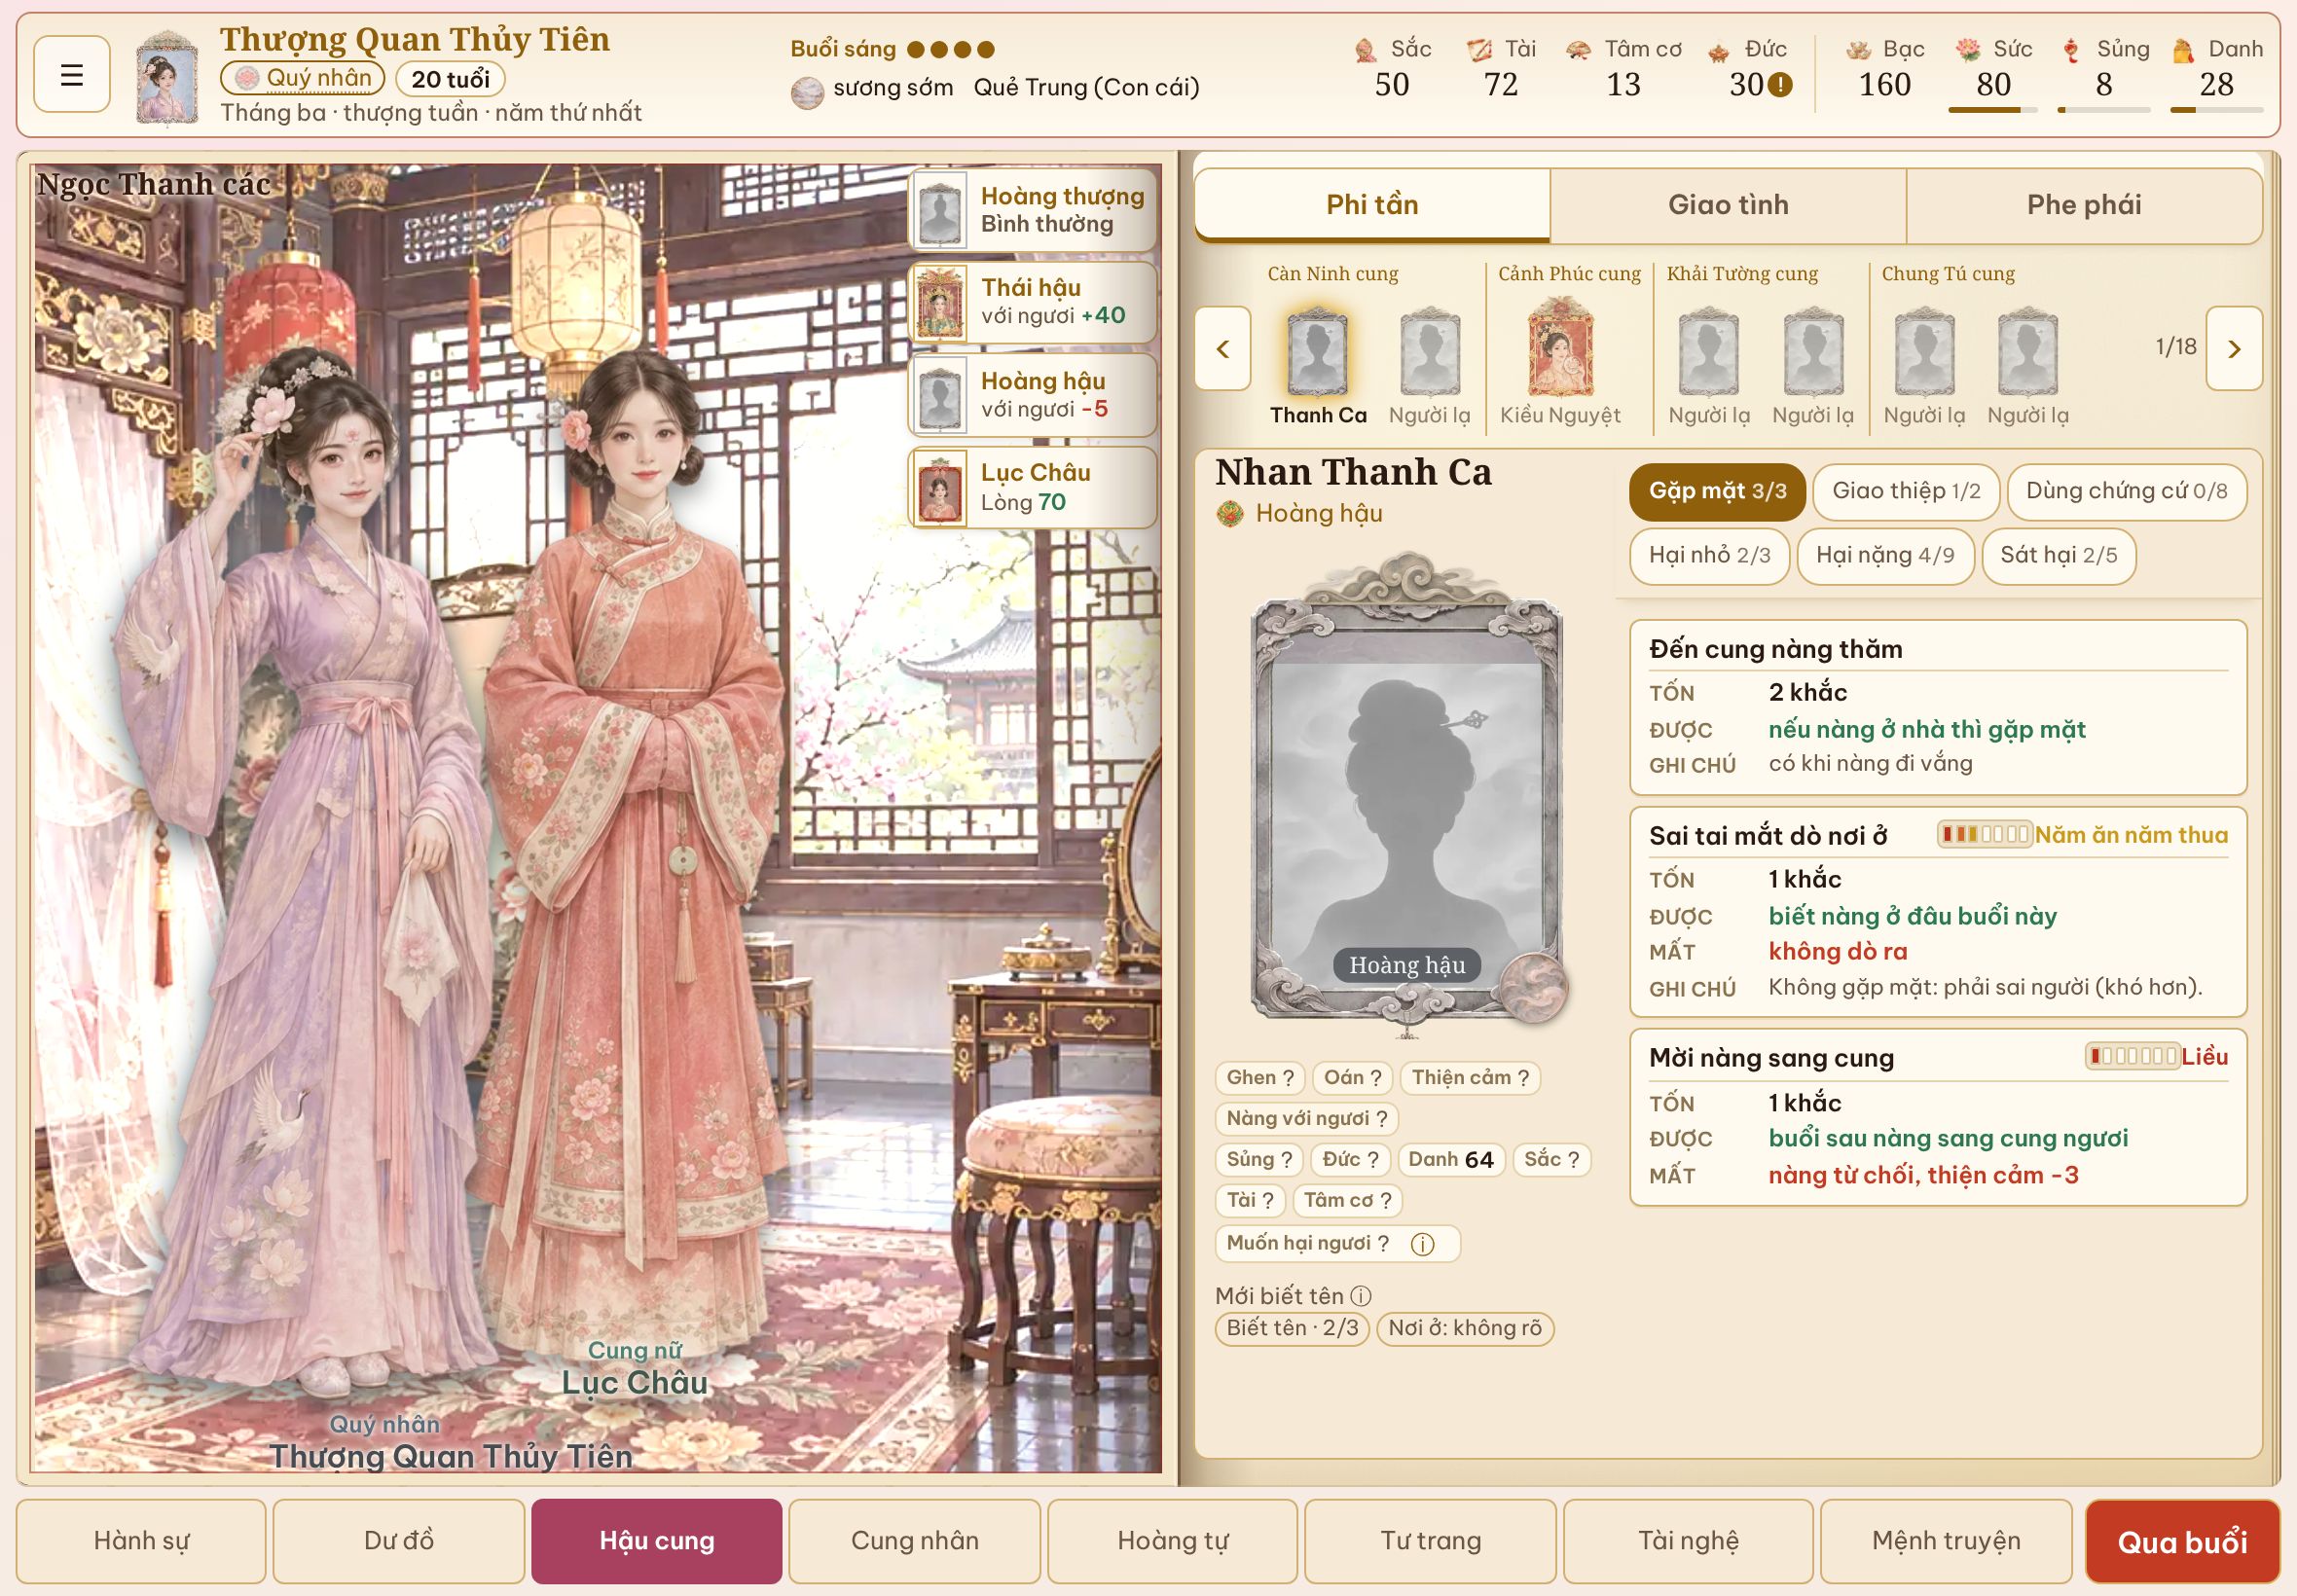 Thượng Quan Thủy Tiên
Quý nhân
20 tuổi
Tháng ba · thượng tuần · năm thứ nhất
Buổi sáng
sương sớm
Quẻ Trung (Con cái)
Sắc
50
Tài
72
Tâm cơ
13
Đức
30
Bạc
160
Sức
80
Sủng
8
Danh
28
Ngọc Thanh các
Hoàng thượng
Bình thường
Thái hậu
với ngươi +40
Hoàng hậu
với ngươi -5
Lục Châu
Lòng 70
Cung nữ
Lục Châu
Quý nhân
Thượng Quan Thủy Tiên
Phi tần
Giao tình
Phe phái
Càn Ninh cung
Cảnh Phúc cung
Khải Tường cung
Chung Tú cung
Thanh Ca
Người lạ
Kiều Nguyệt
Người lạ
Người lạ
Người lạ
Người lạ
1/18
Nhan Thanh Ca
Hoàng hậu
Hoàng hậu
Ghen ?
Oán ?
Thiện cảm ?
Nàng với ngươi ?
Sủng ?
Đức ?
Danh 64
Sắc ?
Tài ?
Tâm cơ ?
Muốn hại ngươi ? ⓘ
Mới biết tên ⓘ
Biết tên · 2/3
Nơi ở: không rõ
Gặp mặt 3/3
Giao thiệp 1/2
Dùng chứng cứ 0/8
Hại nhỏ 2/3
Hại nặng 4/9
Sát hại 2/5
Đến cung nàng thăm
TỐN 2 khắc
ĐƯỢC nếu nàng ở nhà thì gặp mặt
GHI CHÚ có khi nàng đi vắng
Sai tai mắt dò nơi ở
Năm ăn năm thua
TỐN 1 khắc
ĐƯỢC biết nàng ở đâu buổi này
MẤT không dò ra
GHI CHÚ Không gặp mặt: phải sai người (khó hơn).
Mời nàng sang cung
Liều
TỐN 1 khắc
ĐƯỢC buổi sau nàng sang cung ngươi
MẤT nàng từ chối, thiện cảm -3
Hành sự
Dư đồ
Hậu cung
Cung nhân
Hoàng tự
Tư trang
Tài nghệ
Mệnh truyện
Qua buổi